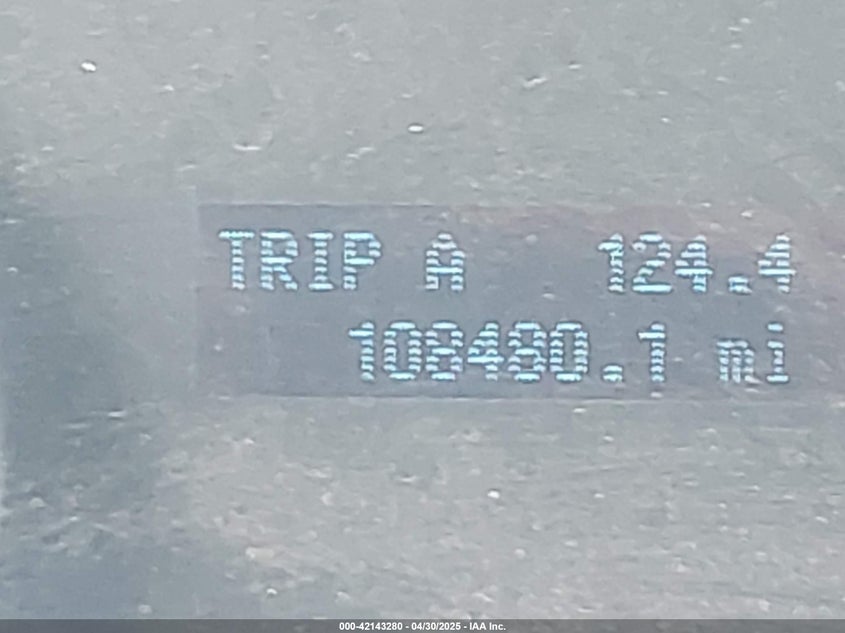 TRIP A 124.4
108480.1 mi
000-42143280 - 04/30/2025 - IAA Inc.